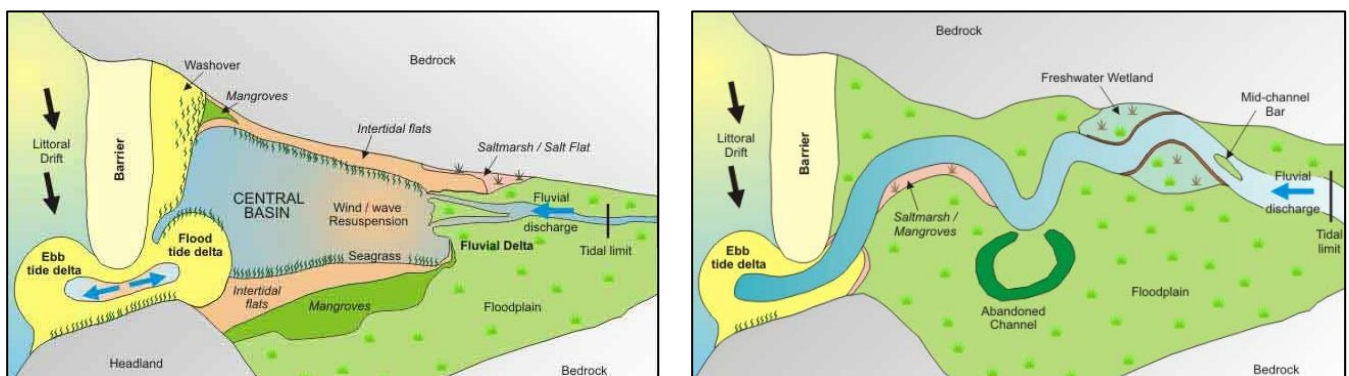 Washover
Bedrock
Mangroves
Littoral
Drift
Barrier
Intertidal flats
Saltmarsh / Salt Flat
CENTRAL
BASIN
Wind / wave
Resuspension
Fluvial
discharge
Tidal limit
Flood
tide delta
Ebb
tide delta
Seagrass
Fluvial Delta
Intertidal
flats
Mangroves
Floodplain
Headland
Bedrock
Bedrock
Freshwater Wetland
Mid-channel
Bar
Littoral
Drift
Barrier
Fluvial
discharge
Tidal
limit
Saltmarsh /
Mangroves
Ebb
tide delta
Abandoned
Channel
Floodplain
Bedrock